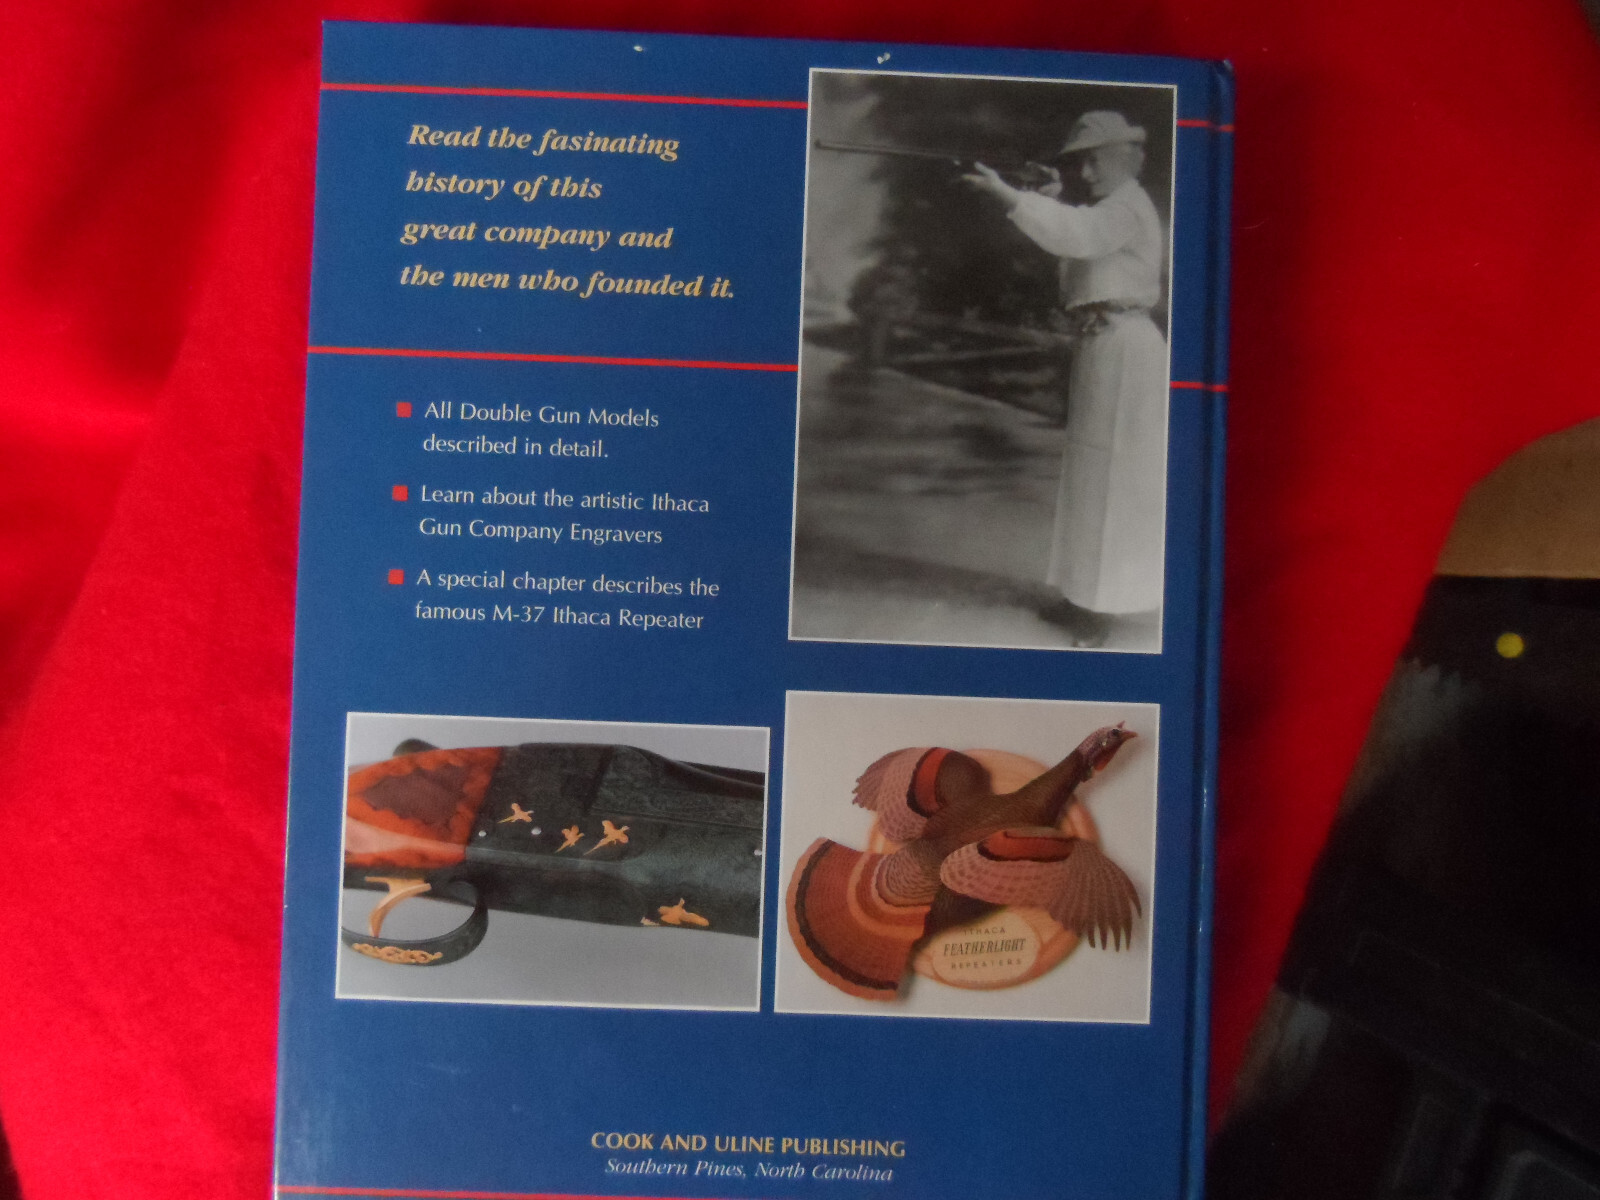 Read the fasinating
history of this
great company and
the men who founded it.
All Double Gun Models
described in detail.
Learn about the artistic Ithaca
Gun Company Engravers
A special chapter describes the
famous M-37 Ithaca Repeater
ITHACA
FEATHERLIGHT
REPEATERS
COOK AND ULINE PUBLISHING
Southern Pines, North Carolina